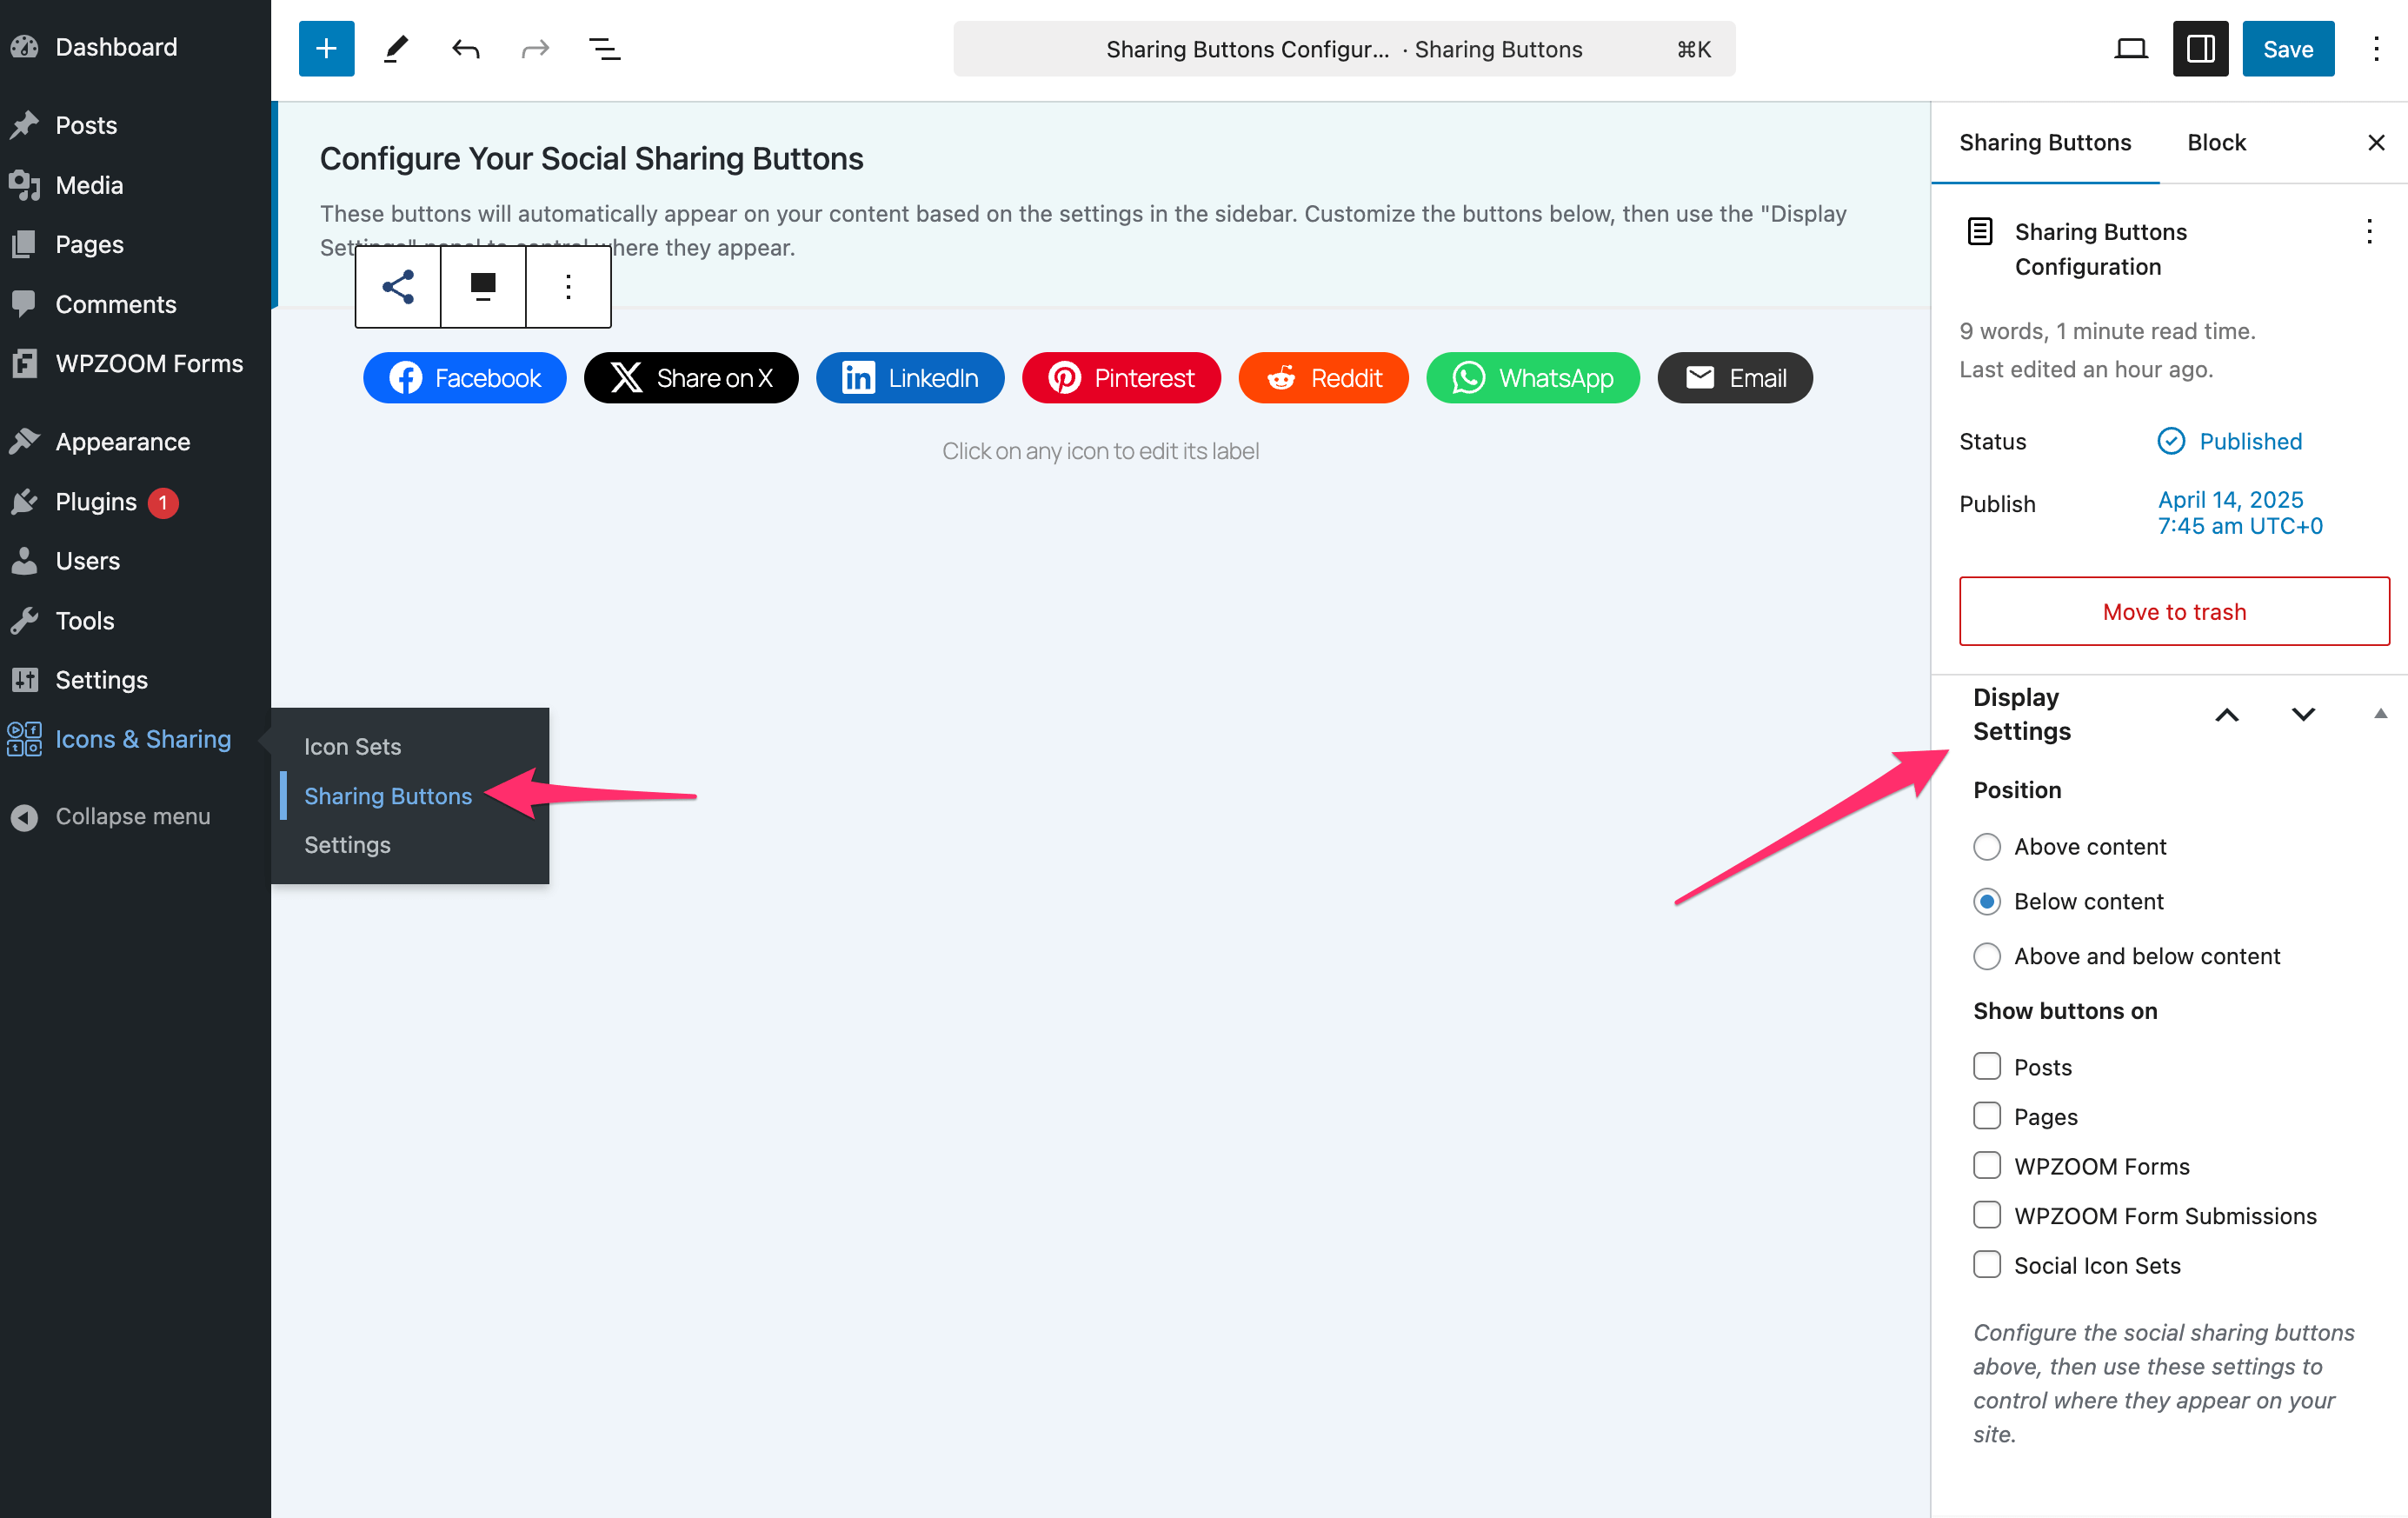 Dashboard
Posts
Media
Pages
Comments
WPZOOM Forms
Appearance
Plugins 1
Users
Tools
Settings
Icons & Sharing
Collapse menu
Icon Sets
Sharing Buttons
Settings
Sharing Buttons Configur... · Sharing Buttons ⌘K
Save
Configure Your Social Sharing Buttons
These buttons will automatically appear on your content based on the settings in the sidebar. Customize the buttons below, then use the "Display
here they appear.
Facebook
Share on X
LinkedIn
Pinterest
Reddit
WhatsApp
Email
Click on any icon to edit its label
Sharing Buttons
Block
Sharing Buttons
Configuration
9 words, 1 minute read time.
Last edited an hour ago.
Status
Published
Publish
April 14, 2025
7:45 am UTC+0
Move to trash
Display
Settings
Position
Above content
Below content
Above and below content
Show buttons on
Posts
Pages
WPZOOM Forms
WPZOOM Form Submissions
Social Icon Sets
Configure the social sharing buttons
above, then use these settings to
control where they appear on your
site.